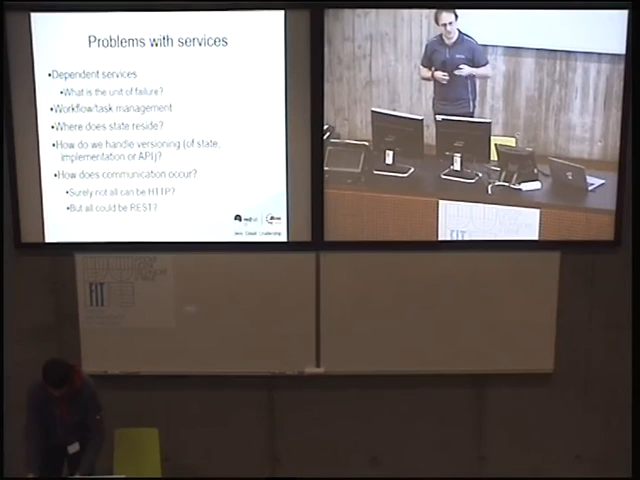 Problems with services
•Dependent services
•What is the unit of failure?
•Workflow/task management
•Where does state reside?
•How do we handle versioning (of state,
implementation or API)?
•How does communication occur?
•Surely not all can be HTTP?
•But all could be REST?
FIT
FIT